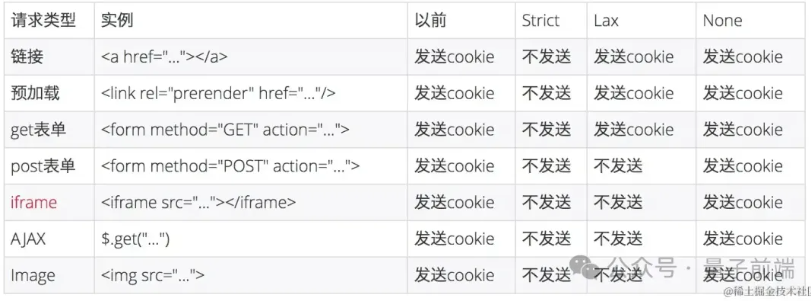 请求类型 实例 以前 Strict Lax None
链接 <a href="..."></a> 发送cookie 不发送 发送cookie 发送cookie
预加载 <link rel="prerender" href="..."/> 发送cookie 不发送 发送cookie 发送cookie
get表单 <form method="GET" action="..."> 发送cookie 不发送 发送cookie 发送cookie
post表单 <form method="POST" action="..."> 发送cookie 不发送 不发送 发送cookie
iframe <iframe src="..."></iframe> 发送cookie 不发送 不发送 发送cookie
AJAX $.get("...") 发送cookie 不发送 不发送 发送cookie
Image <img src="..."> 发送cookie 不发送 不发送 发送cookie
公众号 · 量子前端
@稀土掘金技术社